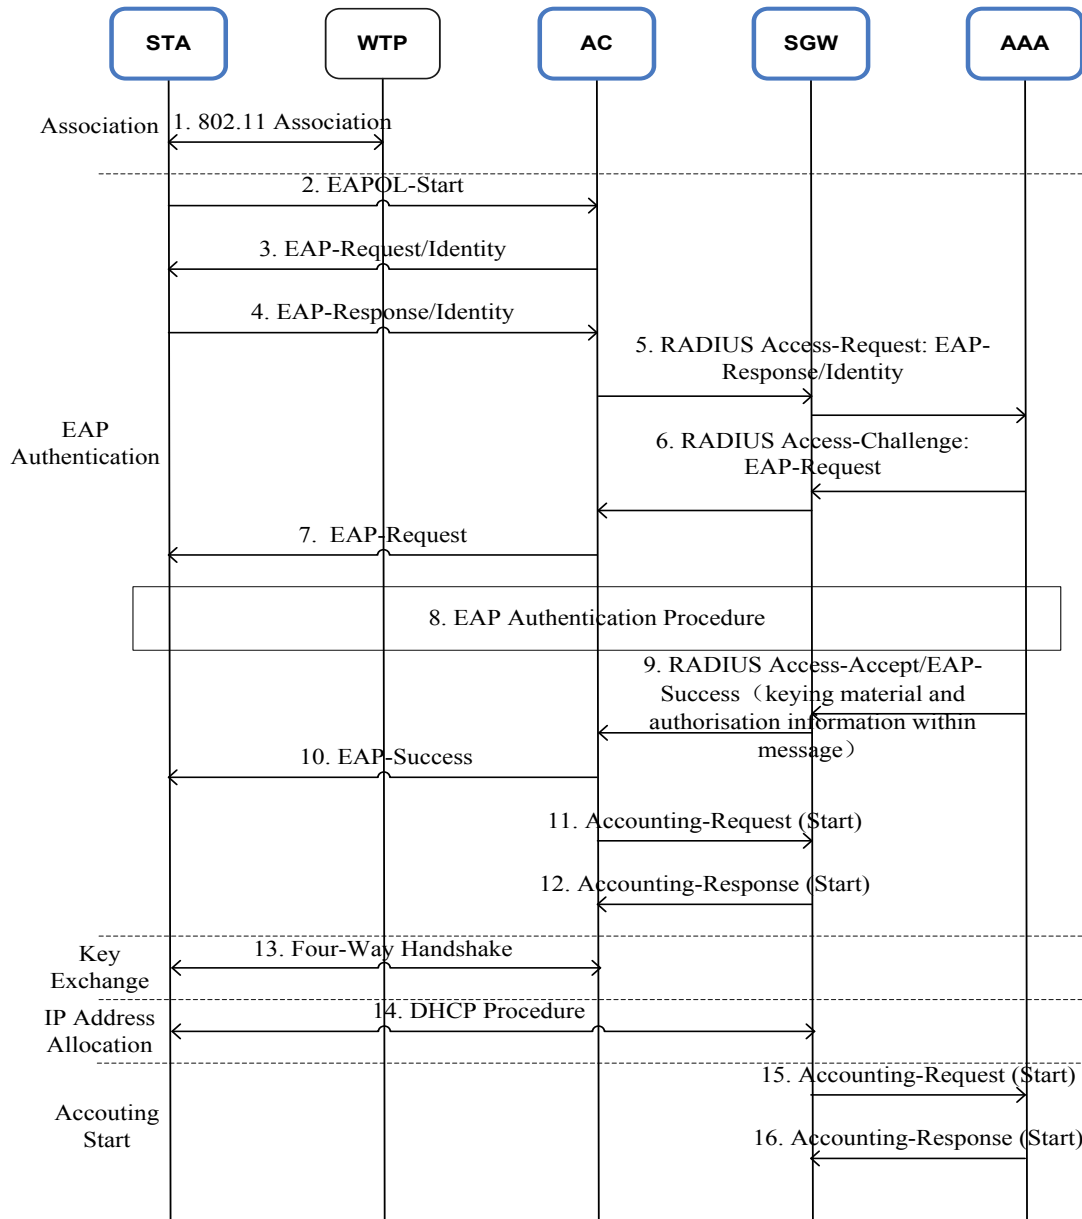 STA
WTP
AC
SGW
AAA
Association
1. 802.11 Association
2. EAPOL-Start
3. EAP-Request/Identity
4. EAP-Response/Identity
5. RADIUS Access-Request: EAP-
Response/Identity
EAP
Authentication
6. RADIUS Access-Challenge:
EAP-Request
7. EAP-Request
8. EAP Authentication Procedure
9. RADIUS Access-Accept/EAP-
Success（keying material and
authorisation information within
message）
10. EAP-Success
11. Accounting-Request (Start)
12. Accounting-Response (Start)
Key
Exchange
13. Four-Way Handshake
IP Address
Allocation
14. DHCP Procedure
15. Accounting-Request (Start)
Accouting
Start
16. Accounting-Response (Start)